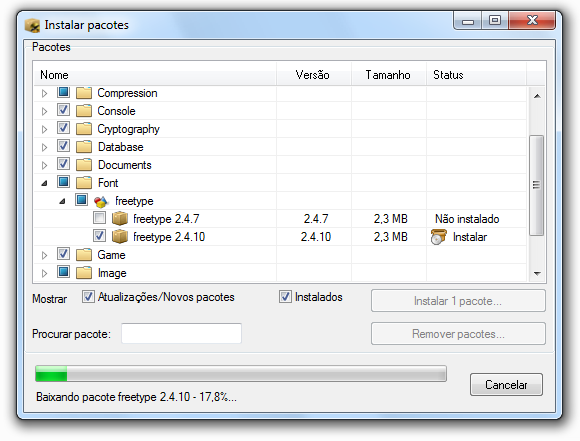 Instalar pacotes
Pacotes
Nome Versão Tamanho Status
Compression
Console
Cryptography
Database
Documents
Font
freetype
freetype 2.4.7 2.4.7 2,3 MB Não instalado
freetype 2.4.10 2.4.10 2,3 MB Instalar
Game
Image
Mostrar Atualizações/Novos pacotes Instalados Instalar 1 pacote...
Procurar pacote: Remover pacotes...
Baixando pacote freetype 2.4.10 - 17,8%...
Cancelar